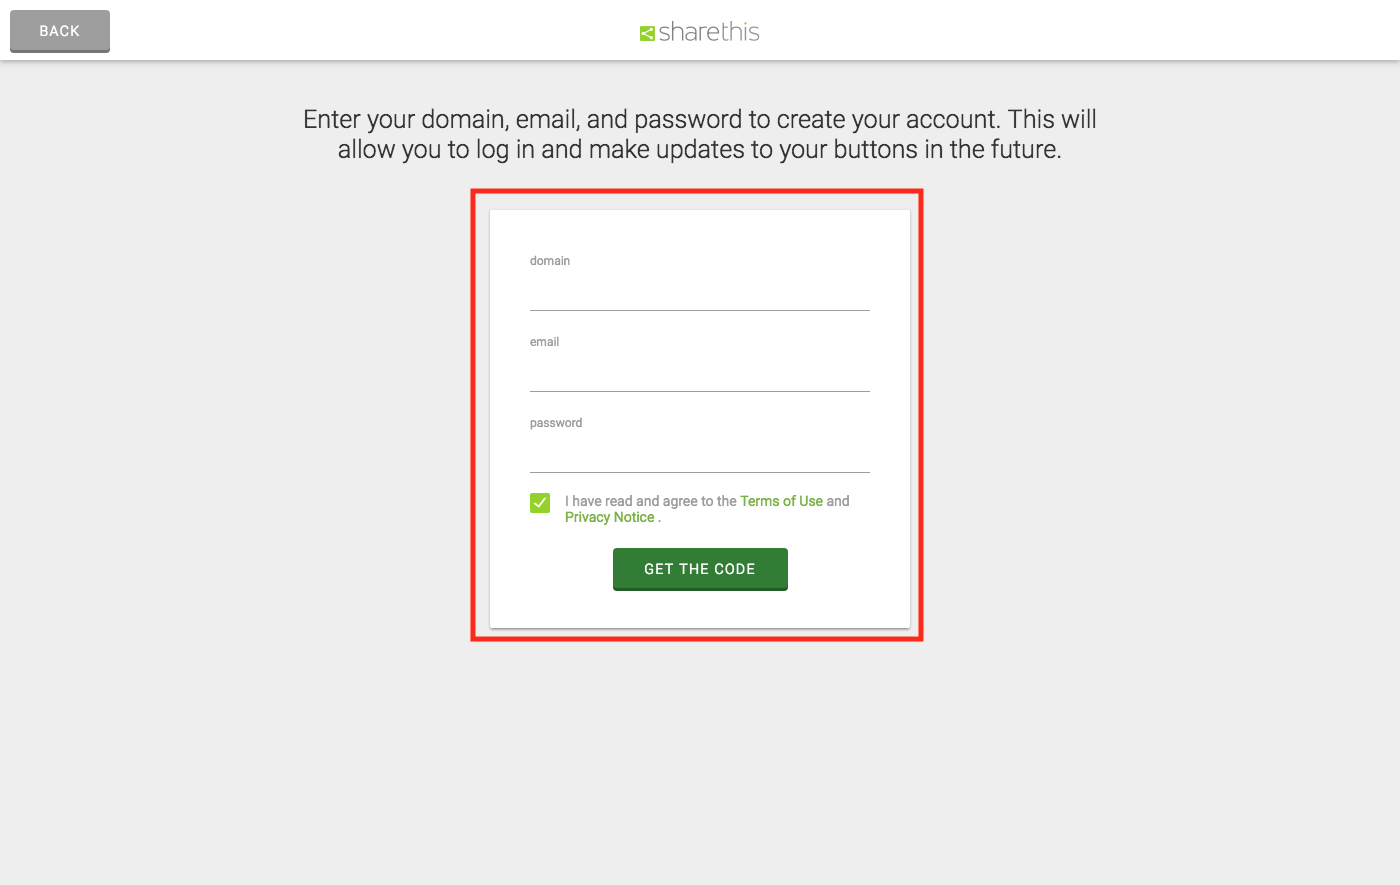 BACK
sharethis
Enter your domain, email, and password to create your account. This will
allow you to log in and make updates to your buttons in the future.
domain
email
password
I have read and agree to the Terms of Use and
Privacy Notice .
GET THE CODE